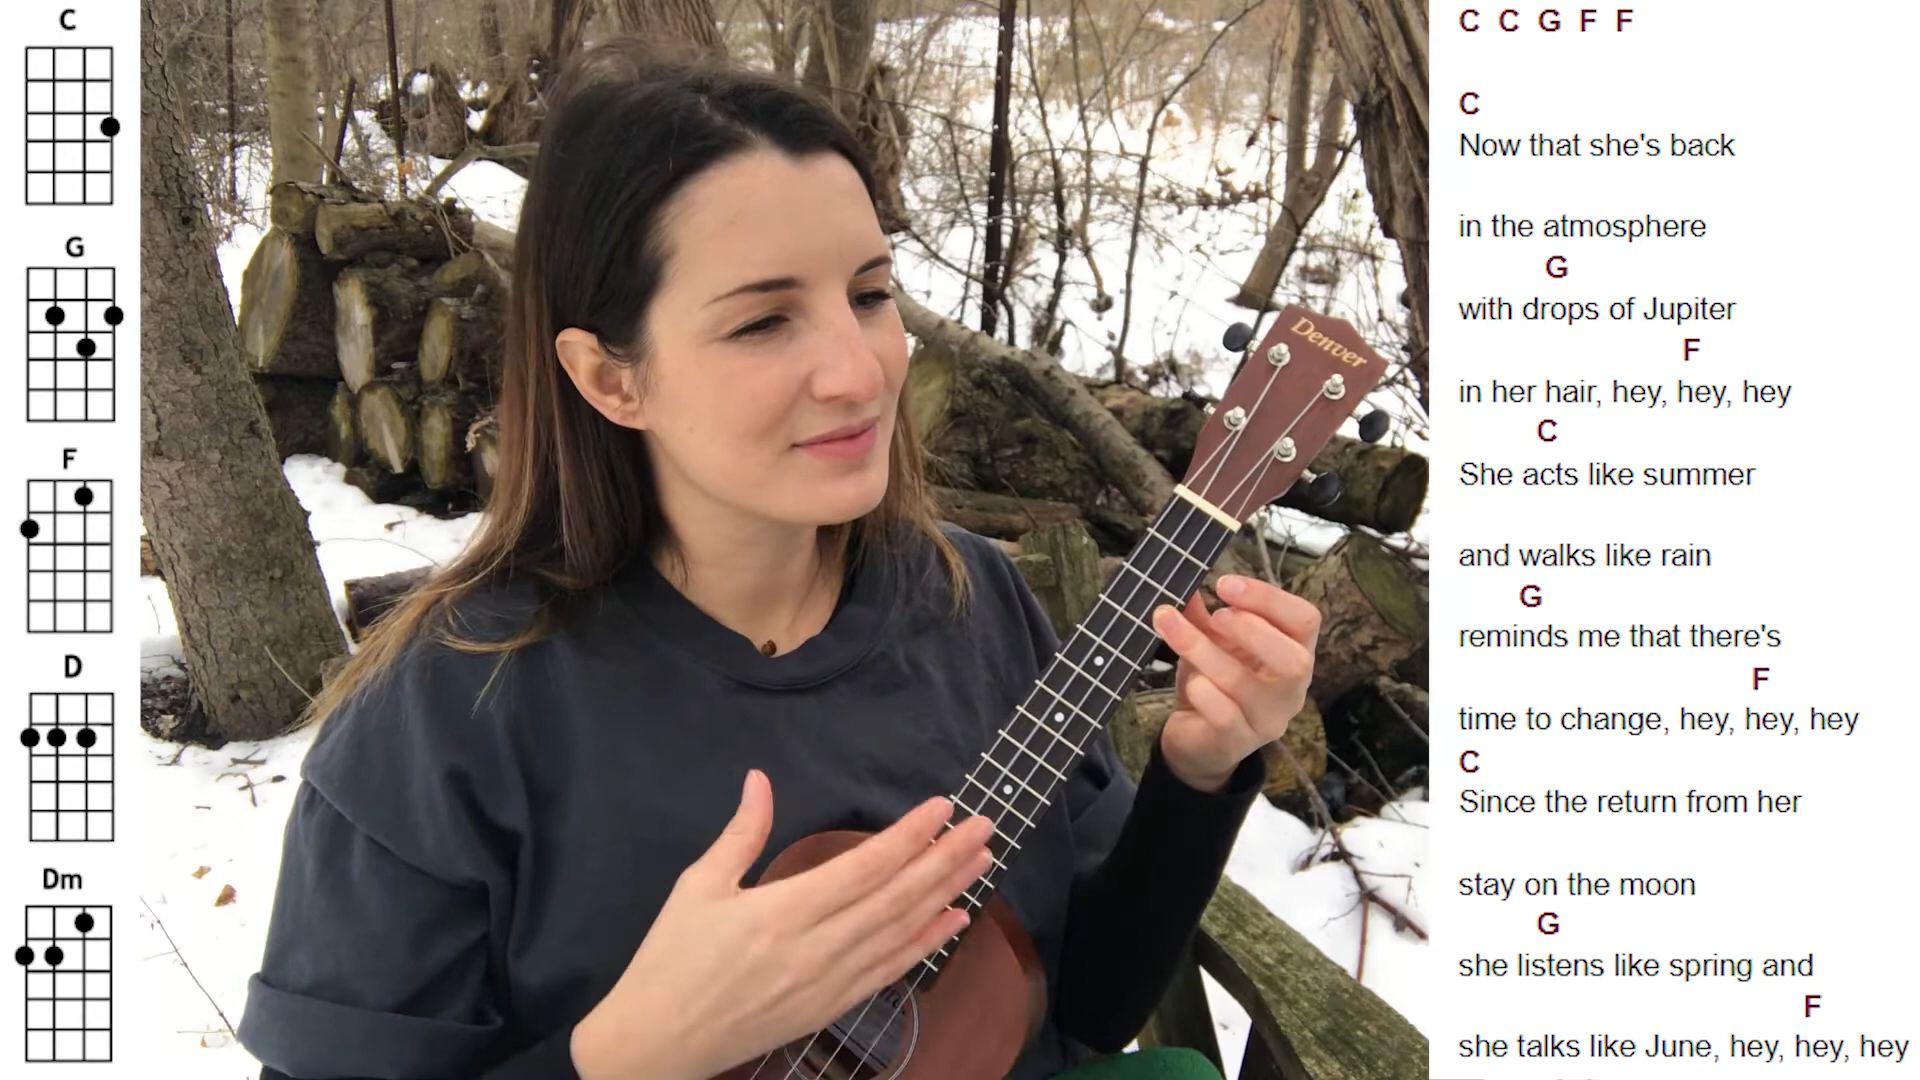 C
G
F
D
Dm
Denver
C C G F F
C
Now that she's back
in the atmosphere
G
with drops of Jupiter
F
in her hair, hey, hey, hey
C
She acts like summer
and walks like rain
G
reminds me that there's
F
time to change, hey, hey, hey
C
Since the return from her
stay on the moon
G
she listens like spring and
F
she talks like June, hey, hey, hey